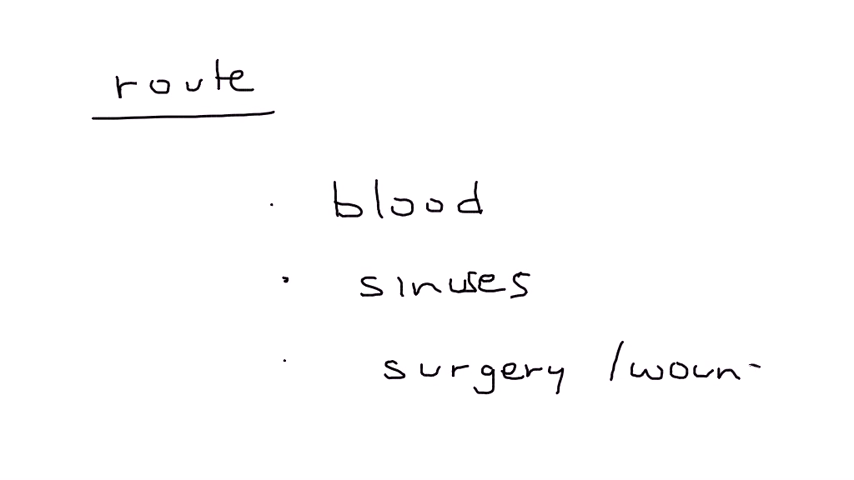 route
· blood
· sinuses
· surgery /woun